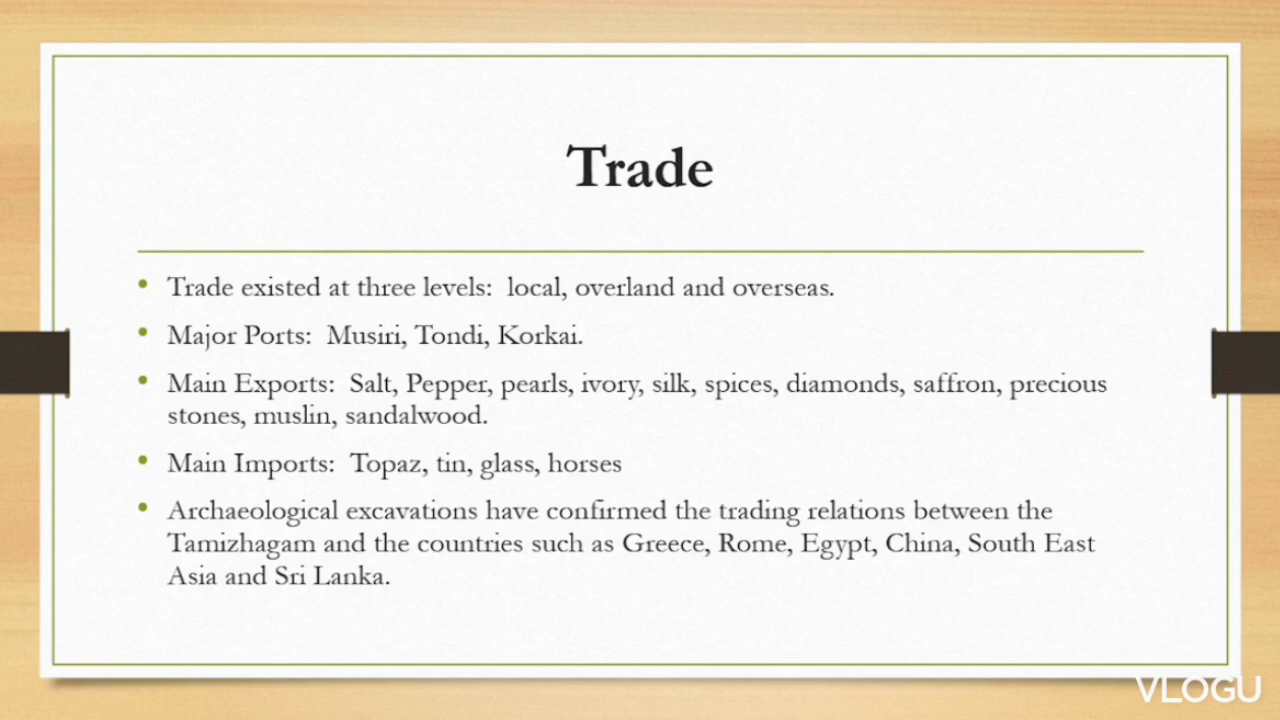 Trade
• Trade existed at three levels:  local, overland and overseas.
• Major Ports:  Musiri, Tondi, Korkai.
• Main Exports:  Salt, Pepper, pearls, ivory, silk, spices, diamonds, saffron, precious
stones, muslin, sandalwood.
• Main Imports:  Topaz, tin, glass, horses
• Archaeological excavations have confirmed the trading relations between the
Tamizhagam and the countries such as Greece, Rome, Egypt, China, South East
Asia and Sri Lanka.
VLOGU